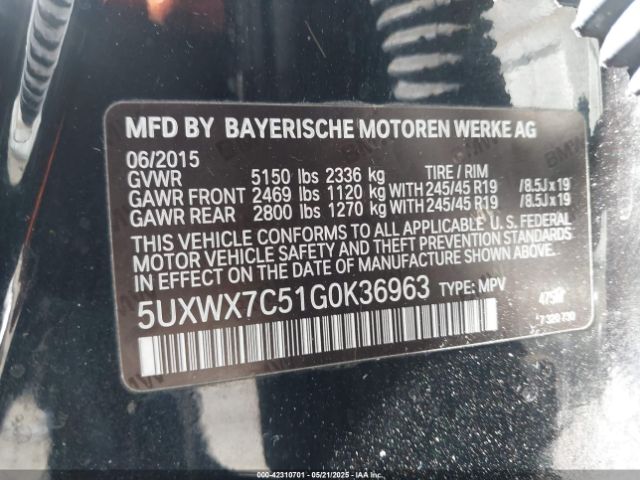 MFD BY BAYERISCHE MOTOREN WERKE AG
06/2015
GVWR 5150 lbs 2336 kg TIRE / RIM
GAWR FRONT 2469 lbs 1120 kg WITH 245/45 R19 /8.5J x 19
GAWR REAR 2800 lbs 1270 kg WITH 245/45 R19 /8.5J x 19
THIS VEHICLE CONFORMS TO ALL APPLICABLE U.S. FEDERAL
MOTOR VEHICLE SAFETY AND THEFT PREVENTION STANDARDS
IN EFFECT ON THE DATE OF MANUFACTURE SHOWN ABOVE.
5UXWX7C51G0K36963 TYPE: MPV
00-42310701 - 05/21/2025 - IAAI.COM